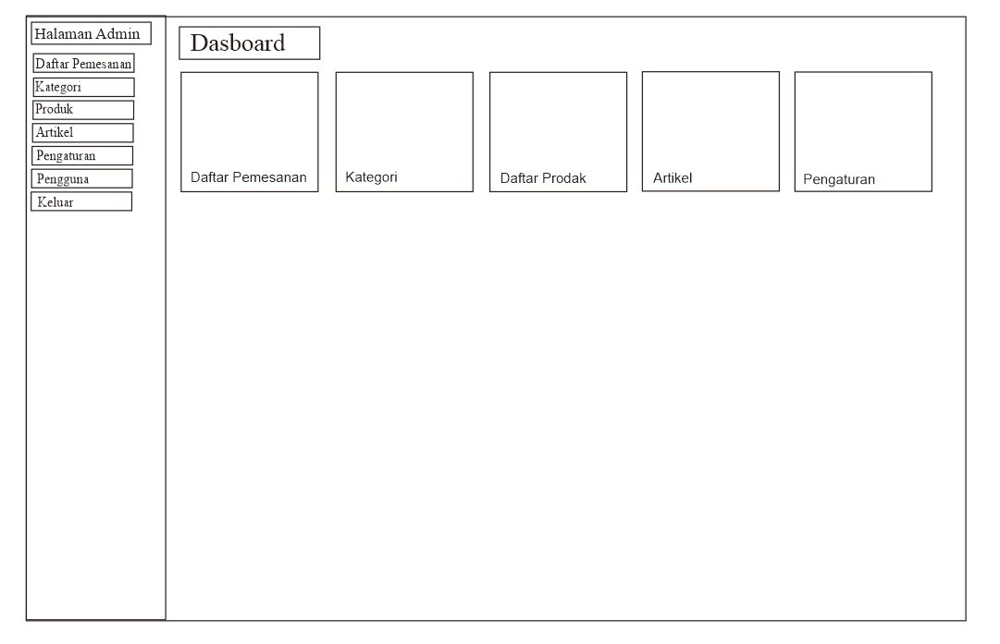 Halaman Admin
Daftar Pemesanan
Kategori
Produk
Artikel
Pengaturan
Pengguna
Keluar
Dasboard
Daftar Pemesanan
Kategori
Daftar Prodak
Artikel
Pengaturan